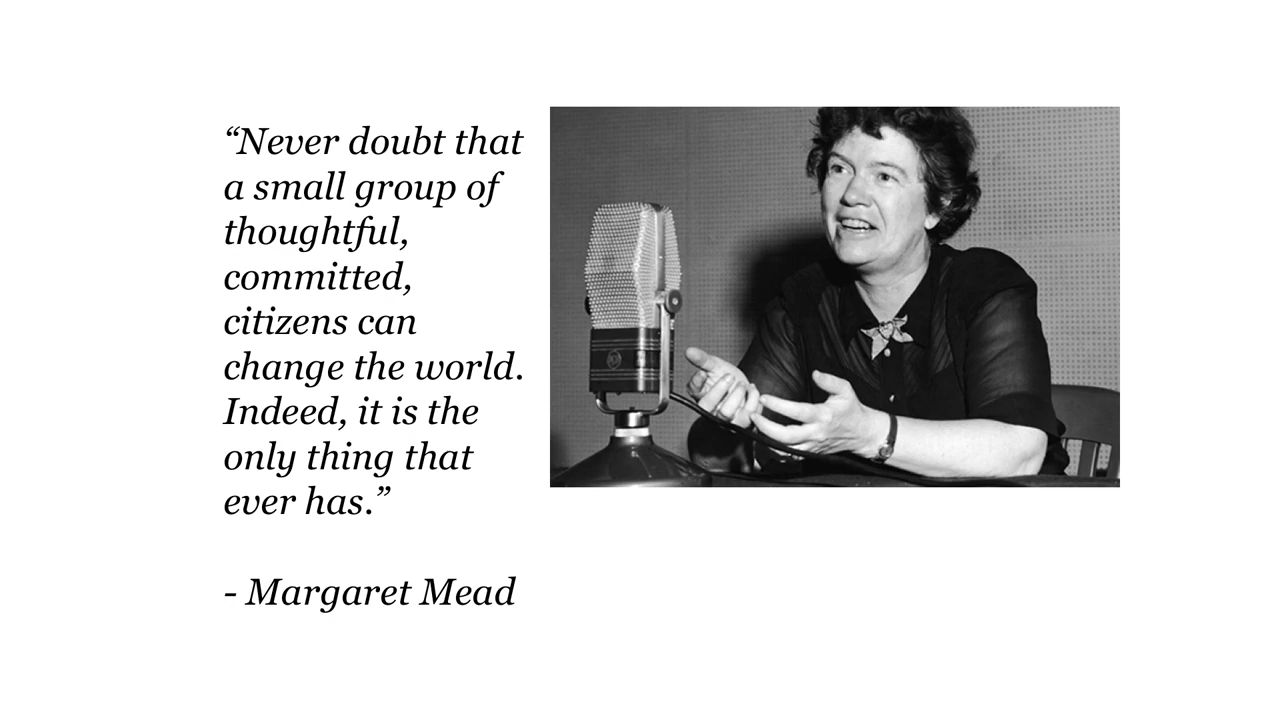 “Never doubt that
a small group of
thoughtful,
committed,
citizens can
change the world.
Indeed, it is the
only thing that
ever has.”
- Margaret Mead